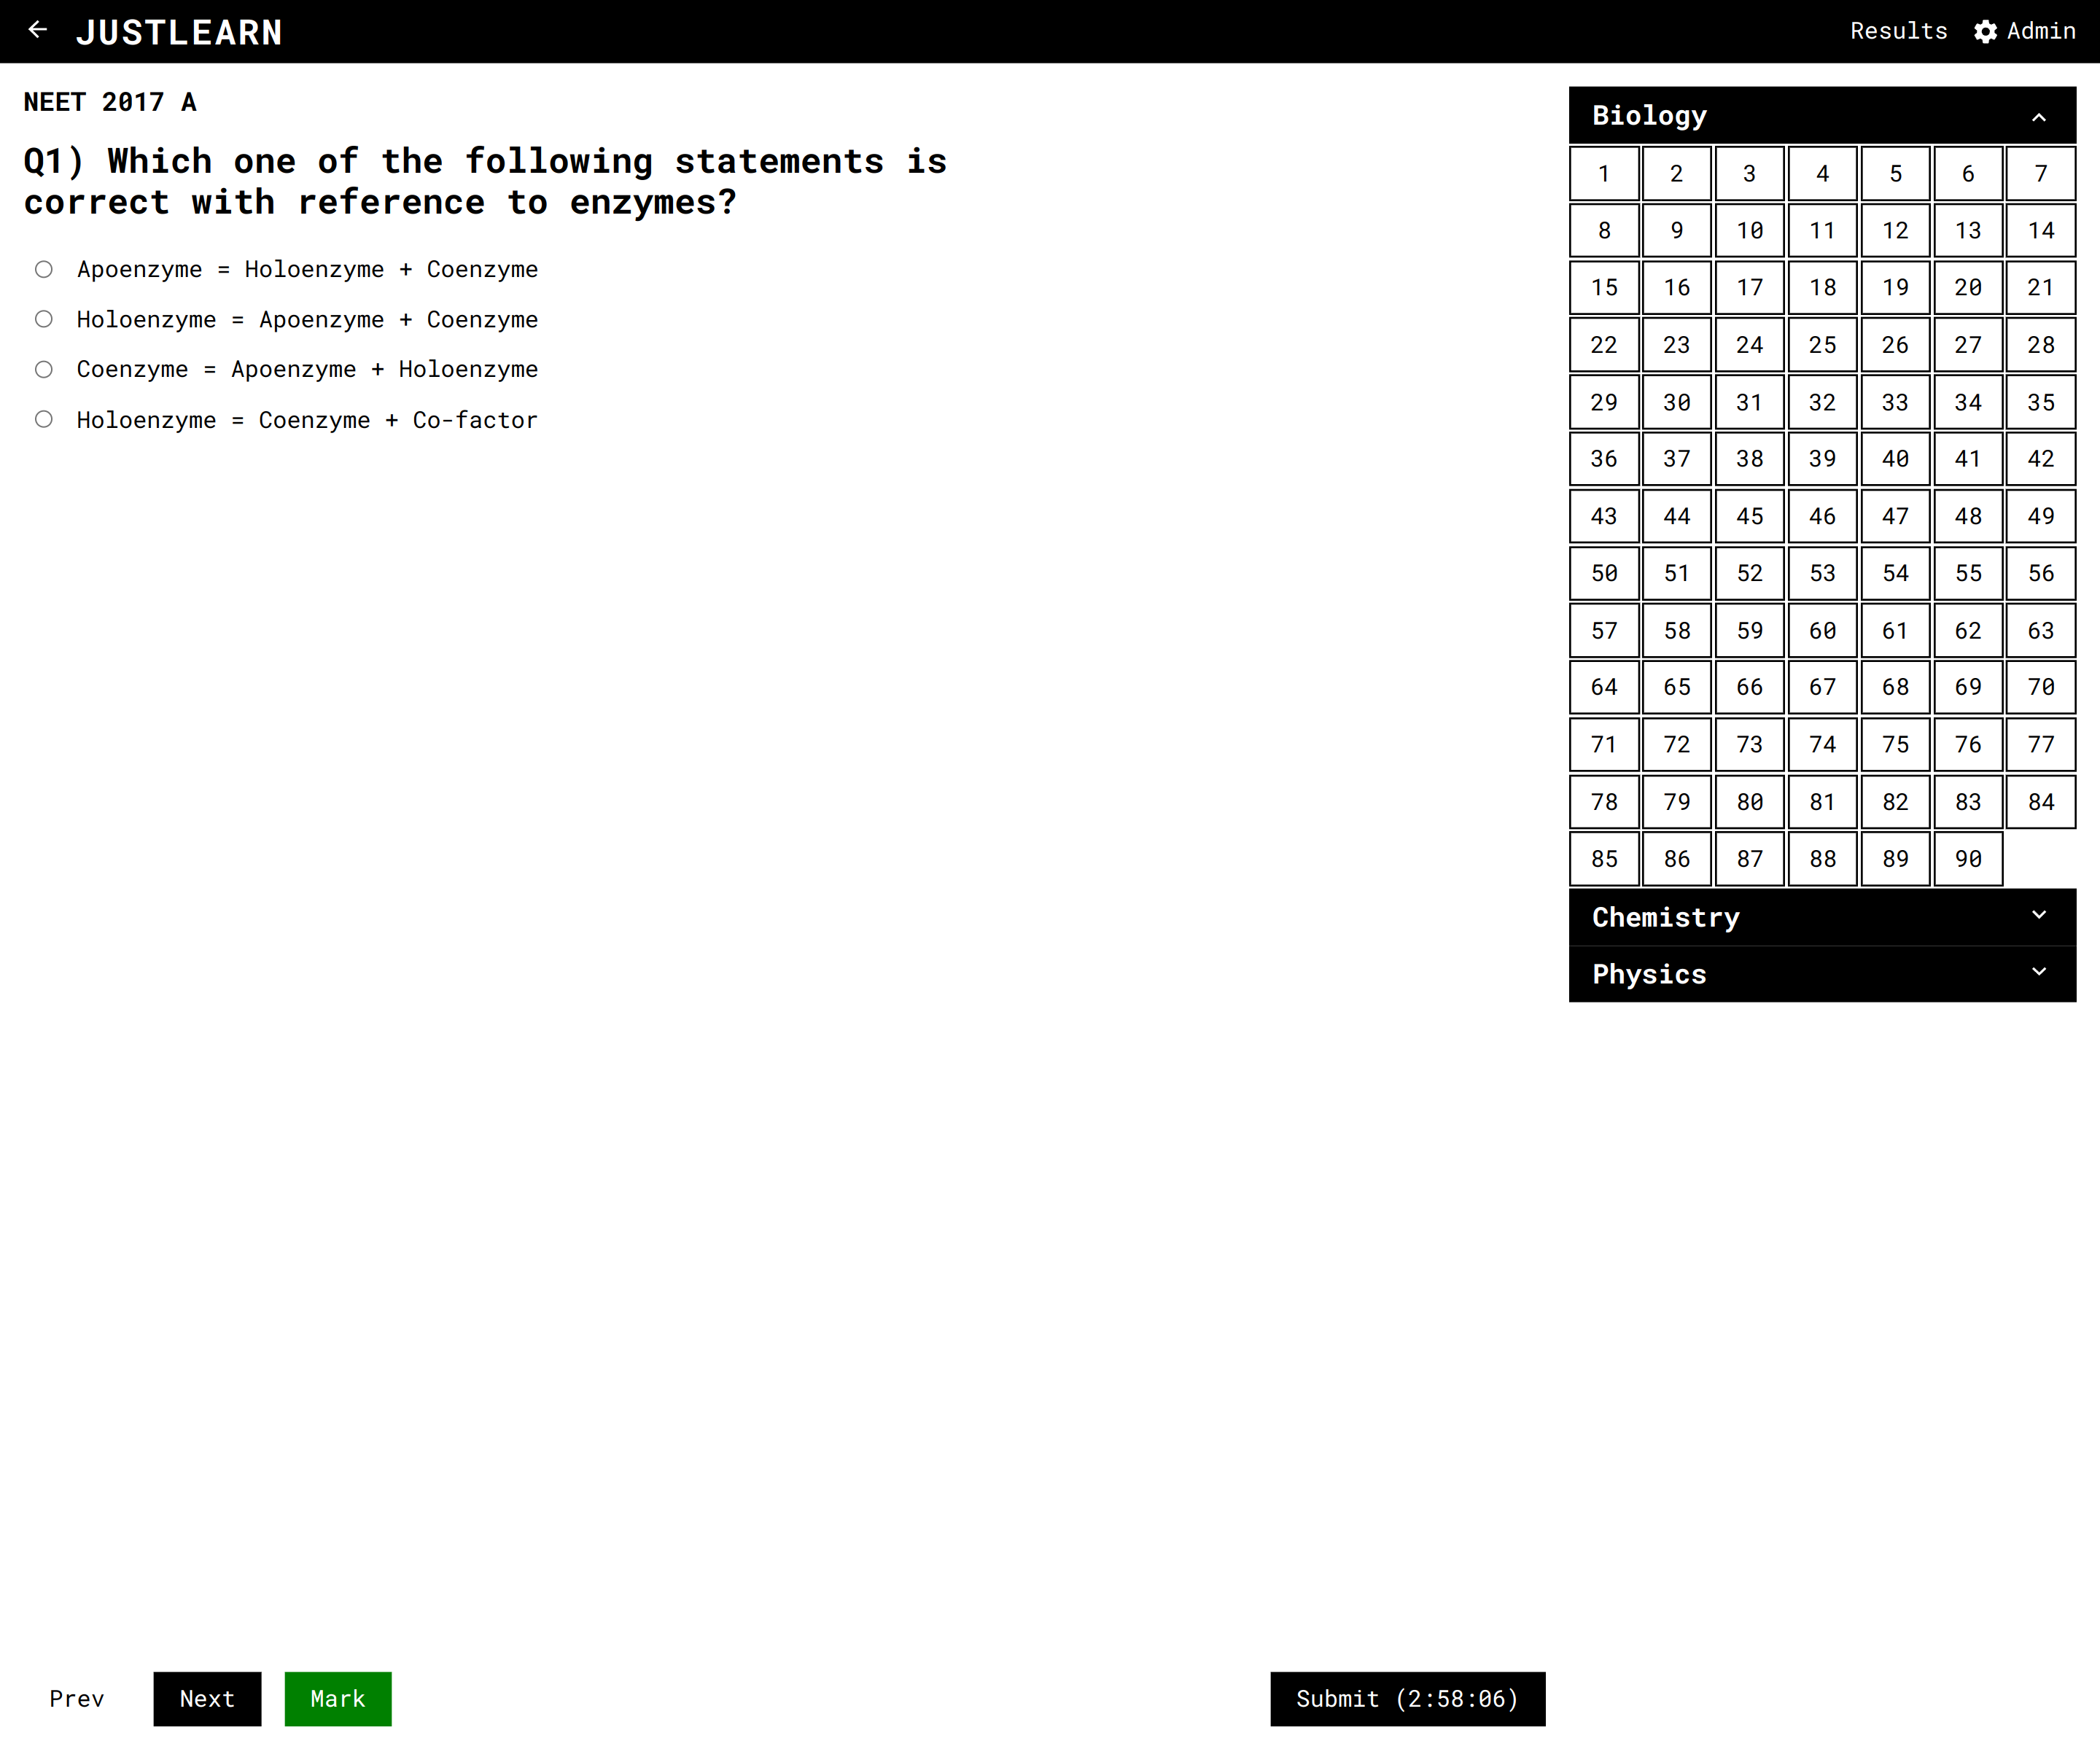 JUSTLEARN
Results
Admin
NEET 2017 A
Q1) Which one of the following statements is
correct with reference to enzymes?
Apoenzyme = Holoenzyme + Coenzyme
Holoenzyme = Apoenzyme + Coenzyme
Coenzyme = Apoenzyme + Holoenzyme
Holoenzyme = Coenzyme + Co-factor
Biology
1 2 3 4 5 6 7
8 9 10 11 12 13 14
15 16 17 18 19 20 21
22 23 24 25 26 27 28
29 30 31 32 33 34 35
36 37 38 39 40 41 42
43 44 45 46 47 48 49
50 51 52 53 54 55 56
57 58 59 60 61 62 63
64 65 66 67 68 69 70
71 72 73 74 75 76 77
78 79 80 81 82 83 84
85 86 87 88 89 90
Chemistry
Physics
Prev
Next
Mark
Submit (2:58:06)